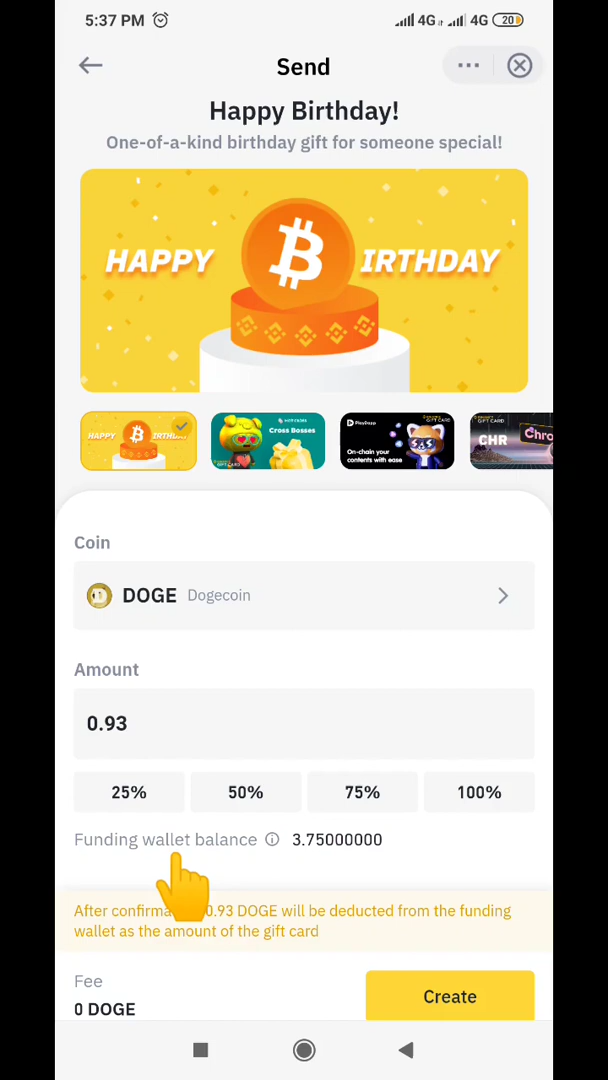 5:37 PM 4G 4G 20
Send
Happy Birthday!
One-of-a-kind birthday gift for someone special!
HAPPY ₿IRTHDAY
HAPPY
Cross Bosses
PlayDapp
On-chain your
contents with ease
CHR
Coin
DOGE Dogecoin
Amount
0.93
25% 50% 75% 100%
Funding wallet balance 3.75000000
After 0.93 DOGE will be deducted from the funding
wallet as the amount of the gift card
Fee
0 DOGE
Create